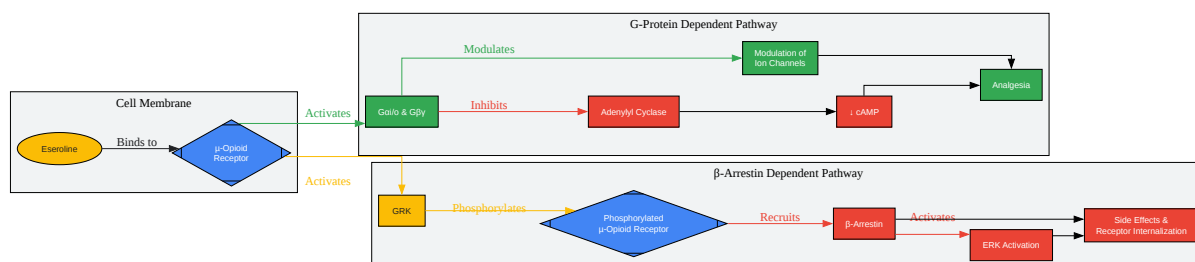 G-Protein Dependent Pathway
Modulates
Modulation of
Ion Channels
Analgesia
Cell Membrane
Activates
Gαi/o & Gβγ
Inhibits
Adenylyl Cyclase
↓ cAMP
Eseroline
Binds to
μ-Opioid
Receptor
Activates
β-Arrestin Dependent Pathway
GRK
Phosphorylates
Phosphorylated
μ-Opioid Receptor
Recruits
β-Arrestin
Activates
ERK Activation
Side Effects &
Receptor Internalization